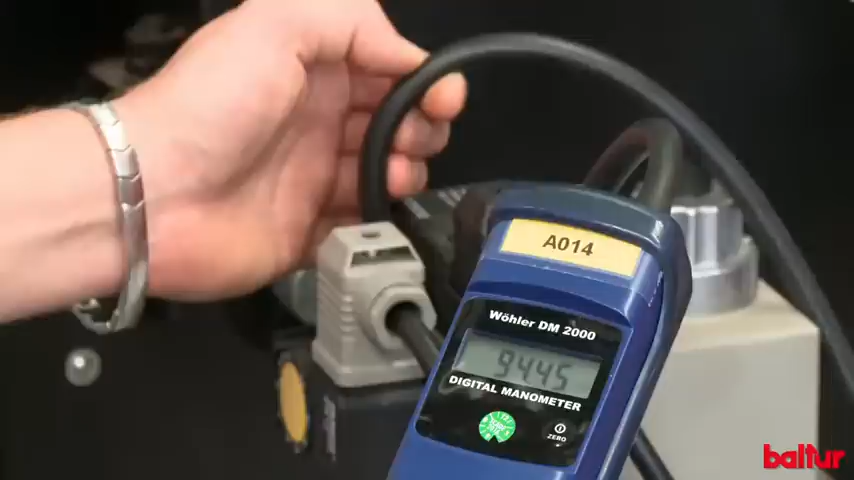 A014
Wöhler DM 2000
9445
DIGITAL MANOMETER
ZERO
baltur